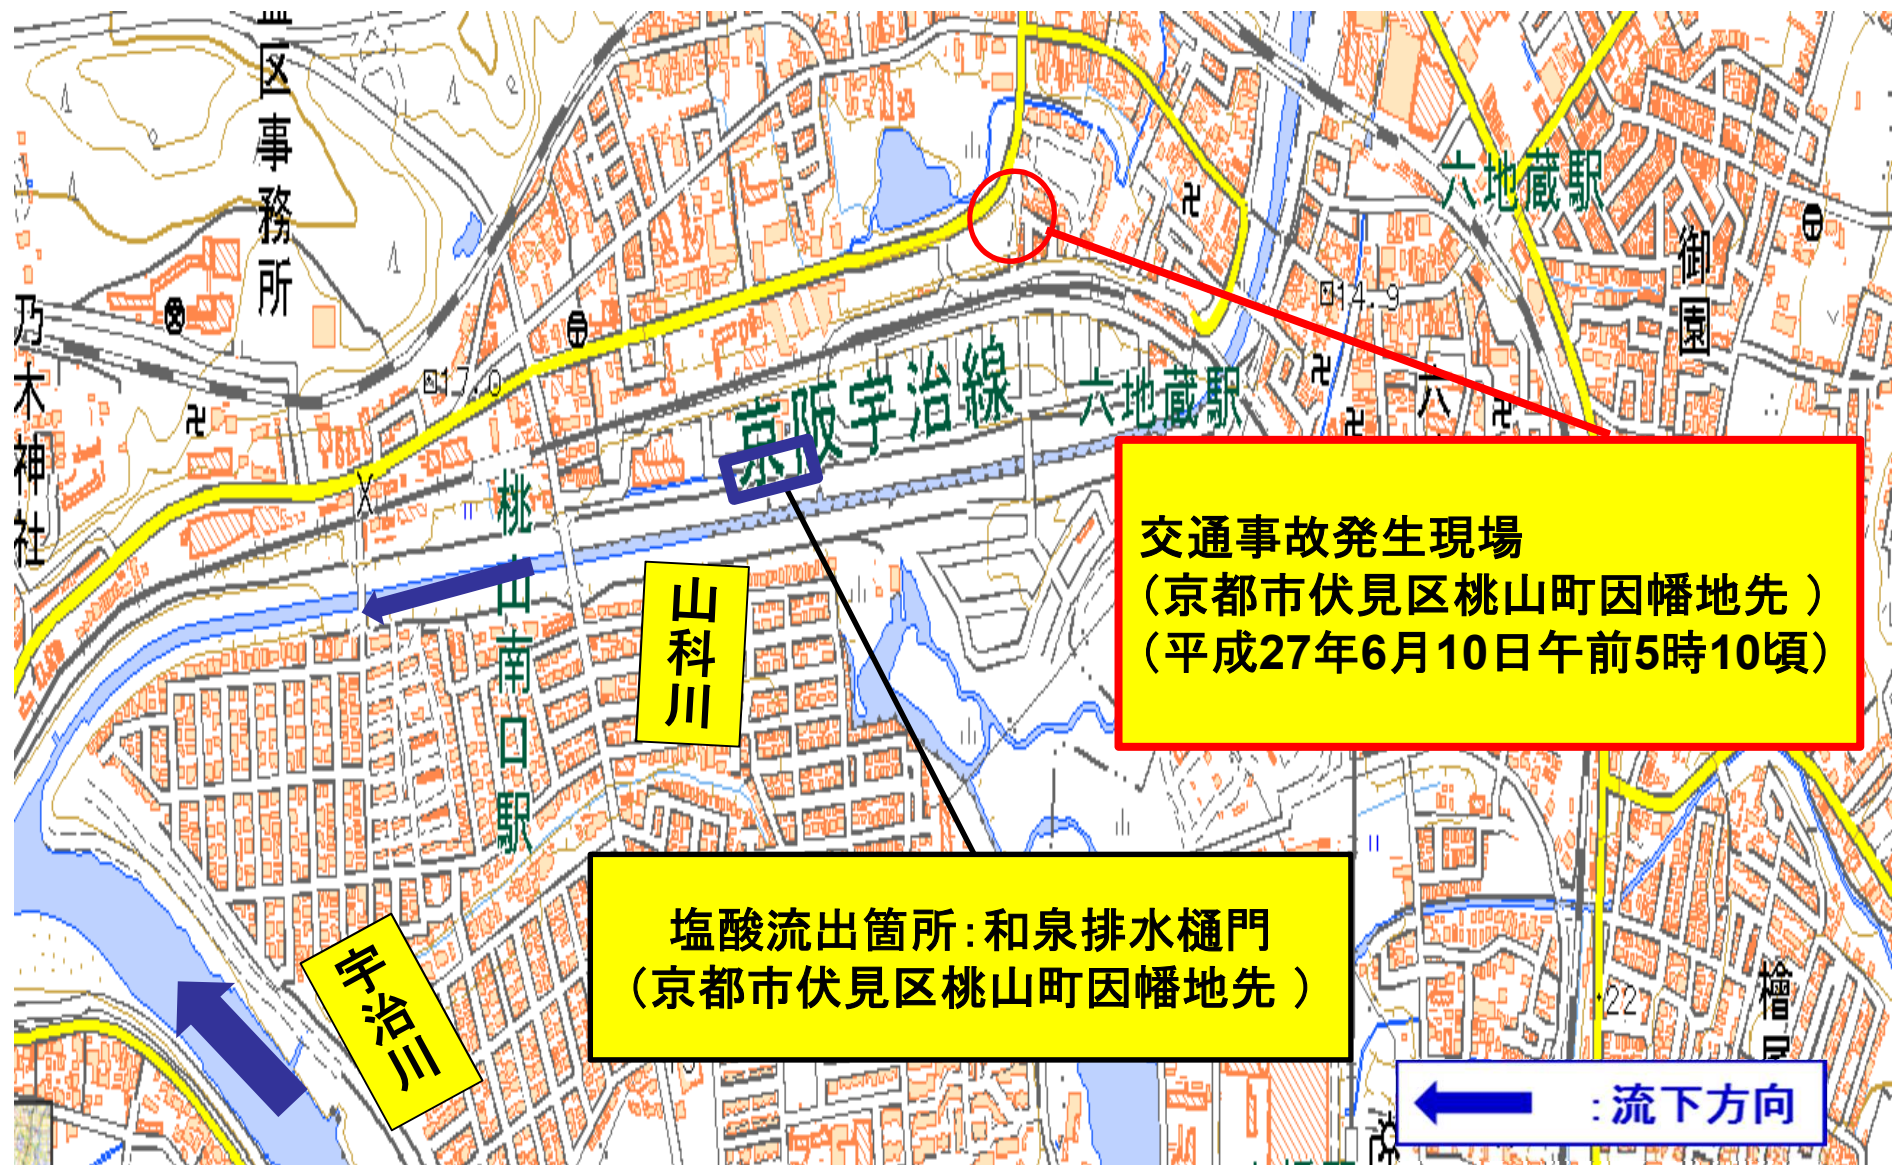 区事務所
乃木神社
17.0
京阪宇治線
桃山南口駅
六地蔵駅
六地蔵駅
御園
14.9
六
交通事故発生現場
（京都市伏見区桃山町因幡地先 ）
（平成27年6月10日午前5時10頃）
山科川
塩酸流出箇所：和泉排水樋門
（京都市伏見区桃山町因幡地先 ）
宇治川
22
：流下方向